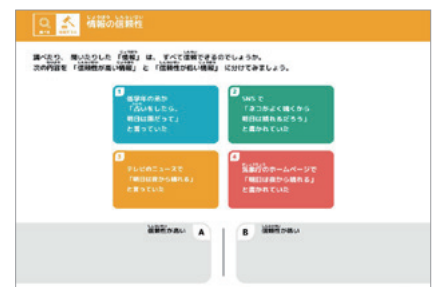 情報の信頼性
調べたり、聞いたりした「情報」は、すべて信頼できるのでしょうか。
次の内容を「信頼性が高い情報」と「信頼性が低い情報」に分けてみましょう。
1
「占いをしたら、
明日は雨だって」
と言っていた
2
SNSで
「ネコがよく鳴くから
明日は晴れるだろう」
と書かれていた
3
テレビのニュースで
「明日は夜から晴れる」
と言っていた
4
気象庁のホームページで
「明日は夜から晴れる」
と書かれていた
信頼性が高い A
B 信頼性が低い